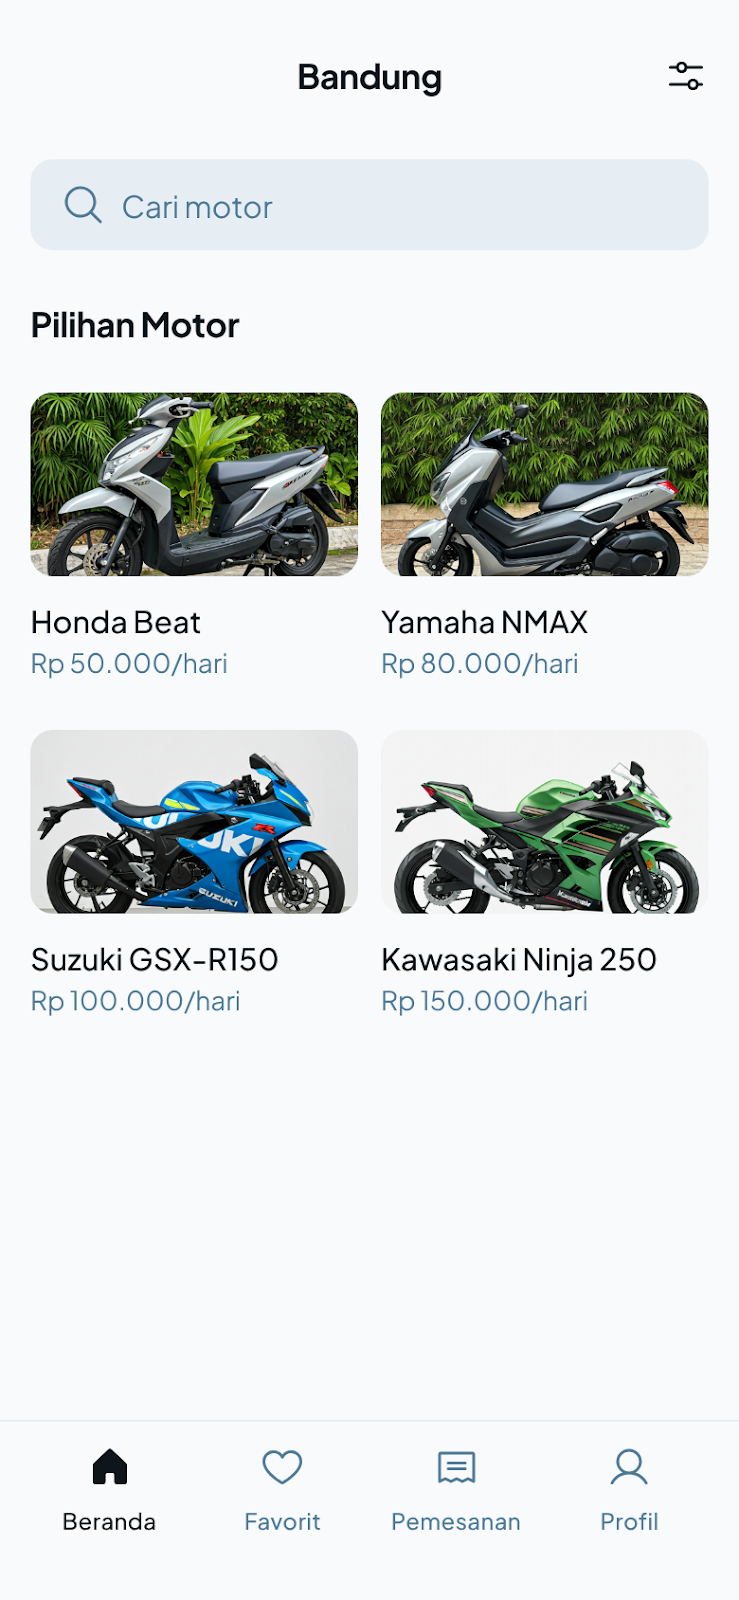 Bandung
Cari motor
Pilihan Motor
Honda Beat
Rp 50.000/hari
Yamaha NMAX
Rp 80.000/hari
SUZUKI
Suzuki GSX-R150
Rp 100.000/hari
Kawasaki Ninja 250
Rp 150.000/hari
Beranda
Favorit
Pemesanan
Profil